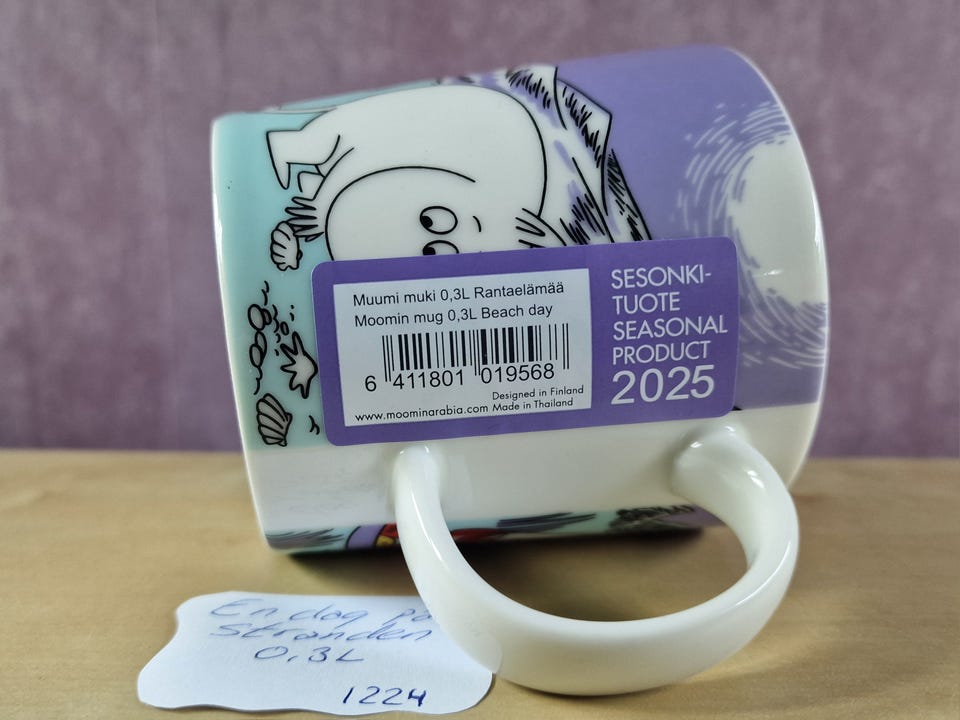 Muumi muki 0,3L Rantaelämää
Moomin mug 0,3L Beach day
6 411801 019568
Designed in Finland
www.moominarabia.com Made in Thailand
SESONKI-
TUOTE
SEASONAL
PRODUCT
2025
En dag på
stranden
0,3L
1224